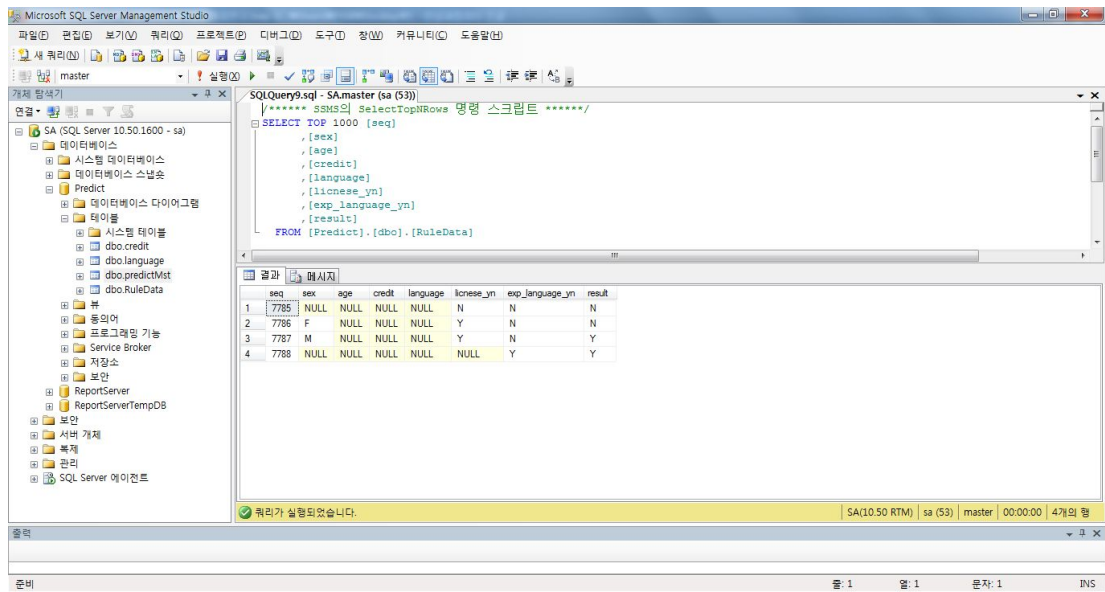 Microsoft SQL Server Management Studio
파일(F) 편집(E) 보기(V) 쿼리(Q) 프로젝트(P) 디버그(D) 도구(T) 창(W) 커뮤니티(C) 도움말(H)
새 쿼리(N)
master 실행(X)
개체 탐색기
연결
SA (SQL Server 10.50.1600 - sa)
데이터베이스
시스템 데이터베이스
데이터베이스 스냅숏
Predict
데이터베이스 다이어그램
테이블
시스템 테이블
dbo.credit
dbo.language
dbo.predictMst
dbo.RuleData
뷰
동의어
프로그래밍 기능
Service Broker
저장소
보안
ReportServer
ReportServerTempDB
보안
서버 개체
복제
관리
SQL Server 에이전트
SQLQuery9.sql - SA.master (sa (53))
/****** SSMS의 SelectTopNRows 명령 스크립트 ******/
SELECT TOP 1000 [seq]
,[sex]
,[age]
,[credit]
,[language]
,[licnese_yn]
,[exp_language_yn]
,[result]
FROM [Predict].[dbo].[RuleData]
결과 메시지
seq sex age credit language licnese_yn exp_language_yn result
1 7785 NULL NULL NULL NULL N N N
2 7786 F NULL NULL NULL Y N N
3 7787 M NULL NULL NULL Y N Y
4 7788 NULL NULL NULL NULL NULL Y Y
쿼리가 실행되었습니다. SA(10.50 RTM) sa (53) master 00:00:00 4개의 행
출력
준비 줄: 1 열: 1 문자: 1 INS